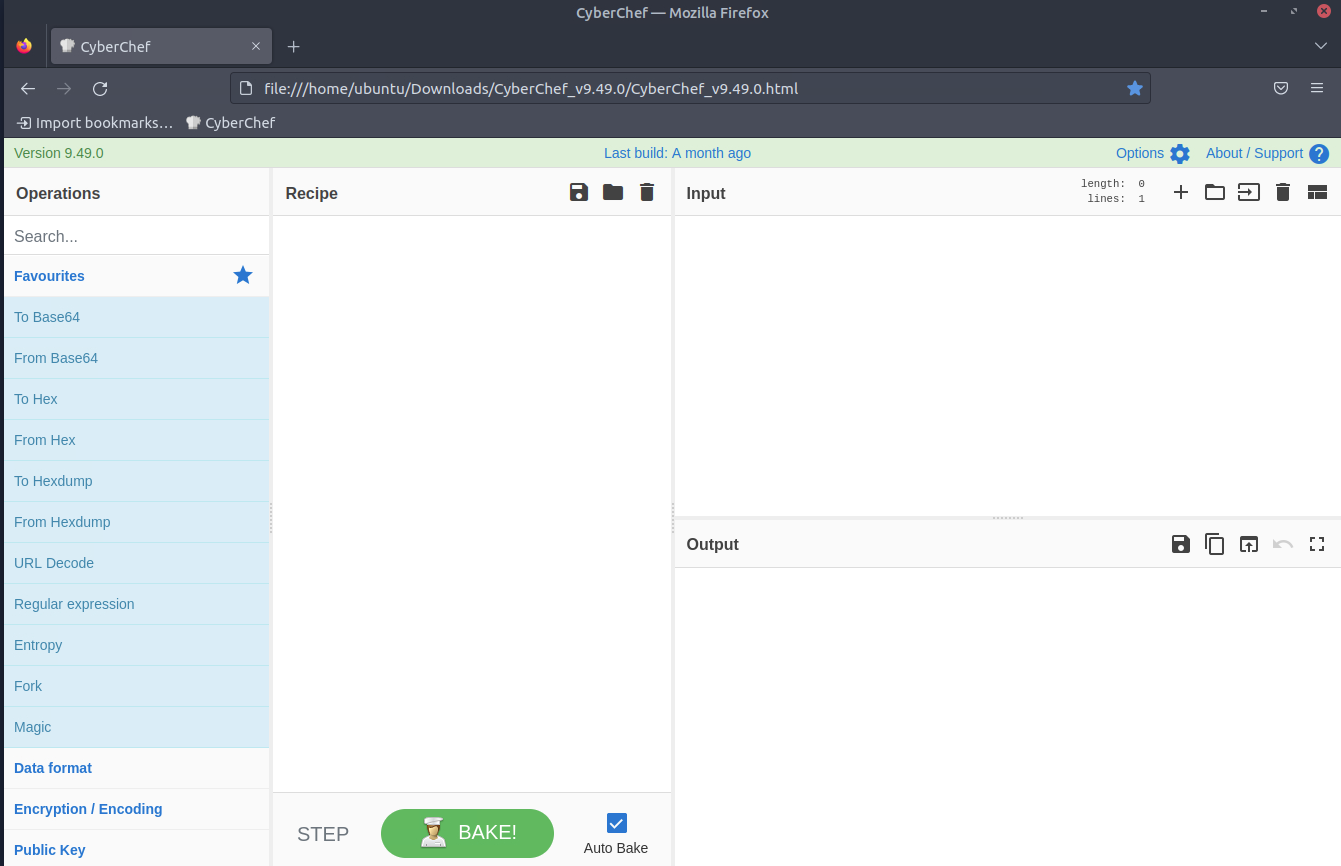 CyberChef — Mozilla Firefox
CyberChef
file:///home/ubuntu/Downloads/CyberChef_v9.49.0/CyberChef_v9.49.0.html
Import bookmarks… CyberChef
Version 9.49.0 Last build: A month ago Options About / Support ?
Operations
Search...
Favourites
To Base64
From Base64
To Hex
From Hex
To Hexdump
From Hexdump
URL Decode
Regular expression
Entropy
Fork
Magic
Data format
Encryption / Encoding
Public Key
Recipe
STEP
BAKE!
Auto Bake
Input
length: 0
lines: 1
Output